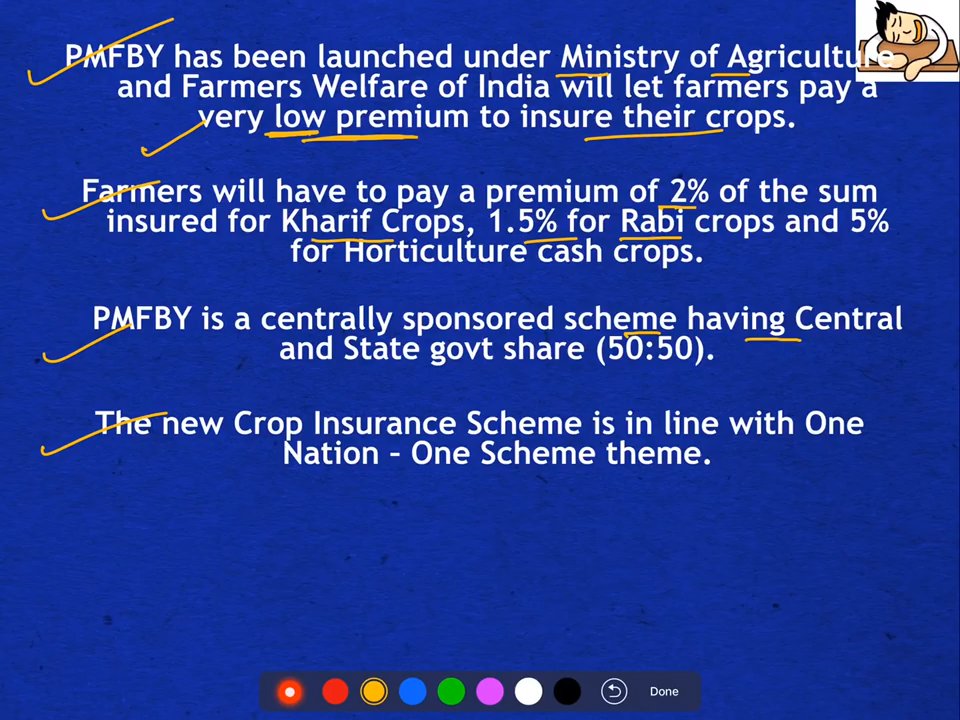 PMFBY has been launched under Ministry of Agriculture
and Farmers Welfare of India will let farmers pay a
very low premium to insure their crops.
Farmers will have to pay a premium of 2% of the sum
insured for Kharif Crops, 1.5% for Rabi crops and 5%
for Horticulture cash crops.
PMFBY is a centrally sponsored scheme having Central
and State govt share (50:50).
The new Crop Insurance Scheme is in line with One
Nation – One Scheme theme.
Done